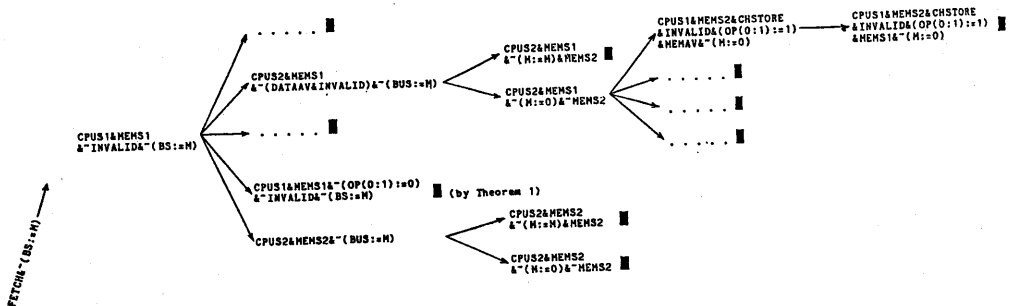 CPUS1&MEMS2&CHSTORE
&INVALID&(OP(0:1):=1)
&MEMAV&~(M:=0)
CPUS1&MEMS2&CHSTORE
&INVALID&(OP(0:1):=1)
&MEMS1&~(M:=0)
. . . . . .
CPUS2&MEMS1
&~(M:=M)&MEMS2
CPUS2&MEMS1
&~(DATAAV&INVALID)&~(BUS:=M)
. . . . . .
CPUS2&MEMS1
&~(M:=0)&~MEMS2
. . . . . .
. . . . . .
. . . . . .
CPUS1&MEMS1
&~INVALID&~(BS:=M)
CPUS1&MEMS1&~(OP(0:1):=0)
&~INVALID&~(BS:=M)
(by Theorem 1)
CPUS2&MEMS2
&~(M:=M)&MEMS2
CPUS2&MEMS2&~(BUS:=M)
CPUS2&MEMS2
&~(M:=0)&~MEMS2
FETCH&~(BS:=M)